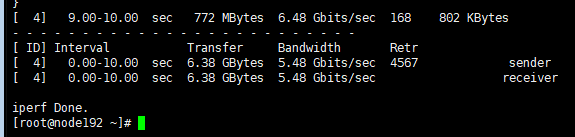 }
[  4]   9.00-10.00  sec   772 MBytes  6.48 Gbits/sec  168    802 KBytes
- - - - - - - - - - - - - - - - - - - - - - - - -
[ ID] Interval           Transfer     Bandwidth       Retr
[  4]   0.00-10.00  sec  6.38 GBytes  5.48 Gbits/sec  4567             sender
[  4]   0.00-10.00  sec  6.38 GBytes  5.48 Gbits/sec                  receiver
iperf Done.
[root@node192 ~]#